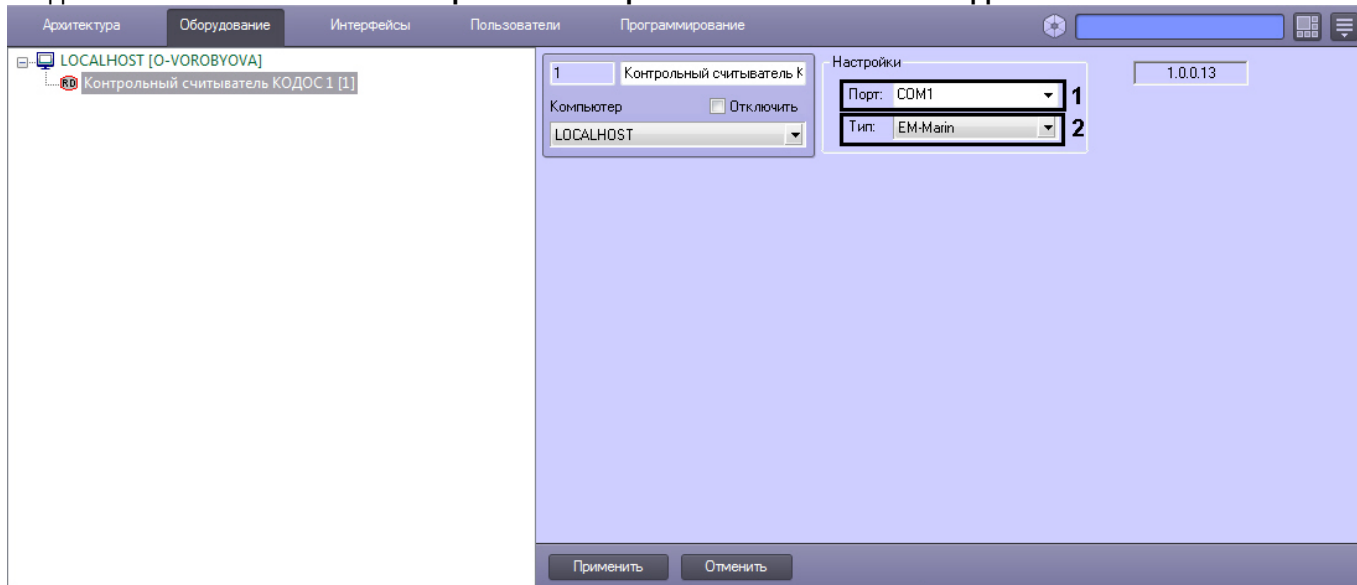 Архитектура Оборудование Интерфейсы Пользователи Программирование
LOCALHOST [O-VOROBYOVA]
RD Контрольный считыватель КОДОС 1 [1]
1 Контрольный считыватель К
Компьютер Отключить
LOCALHOST
Настройки
Порт: COM1 1
Тип: EM-Marin 2
1.0.0.13
Применить Отменить